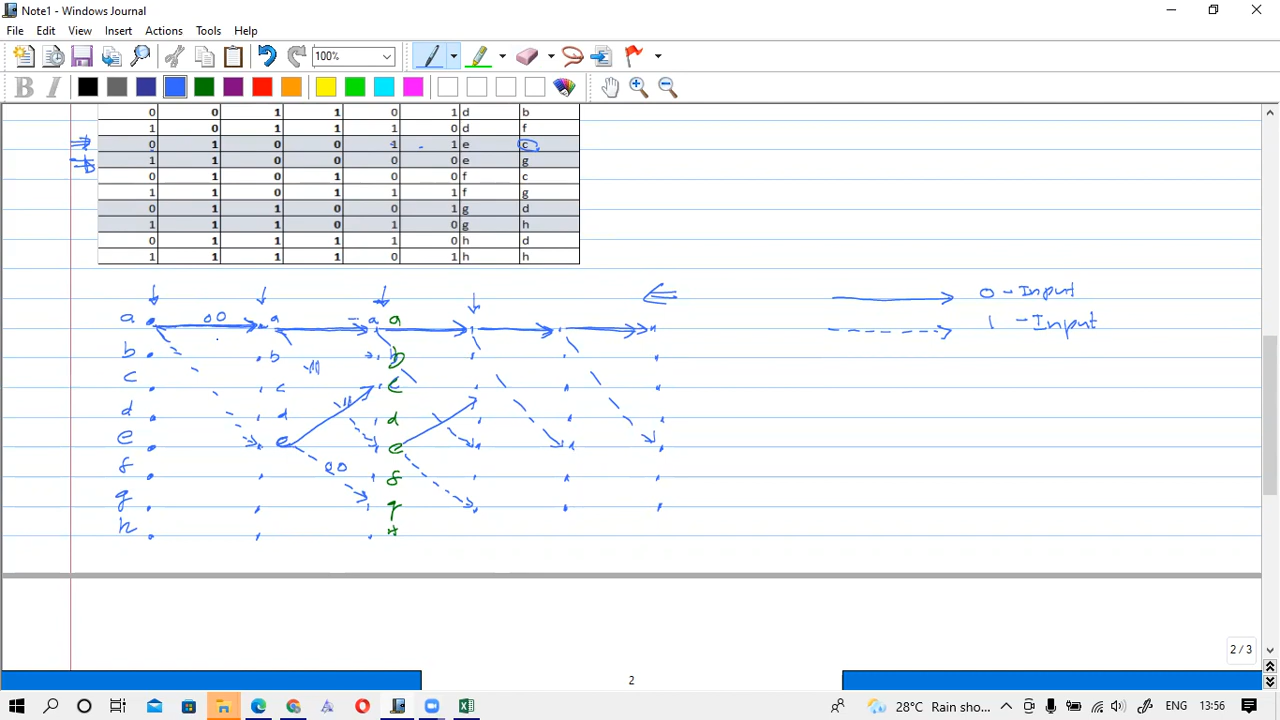 Note1 - Windows Journal
File Edit View Insert Actions Tools Help
100%
B I
0 0 1 1 0 1 d b
1 0 1 1 1 0 d f
0 1 0 0 1 1 e c
1 1 0 0 0 0 e g
0 1 0 1 0 0 f c
1 1 0 1 1 1 f g
0 1 1 0 0 1 g d
1 1 1 0 1 0 g h
0 1 1 1 1 0 h d
1 1 1 1 0 1 h h
0 - Input
a 00 a a a
1 - Input
b b b b
11
c c c
11
d d d
e e e
f 00 f
g g
h H
2 / 3
2
28°C Rain show... ENG 13:56